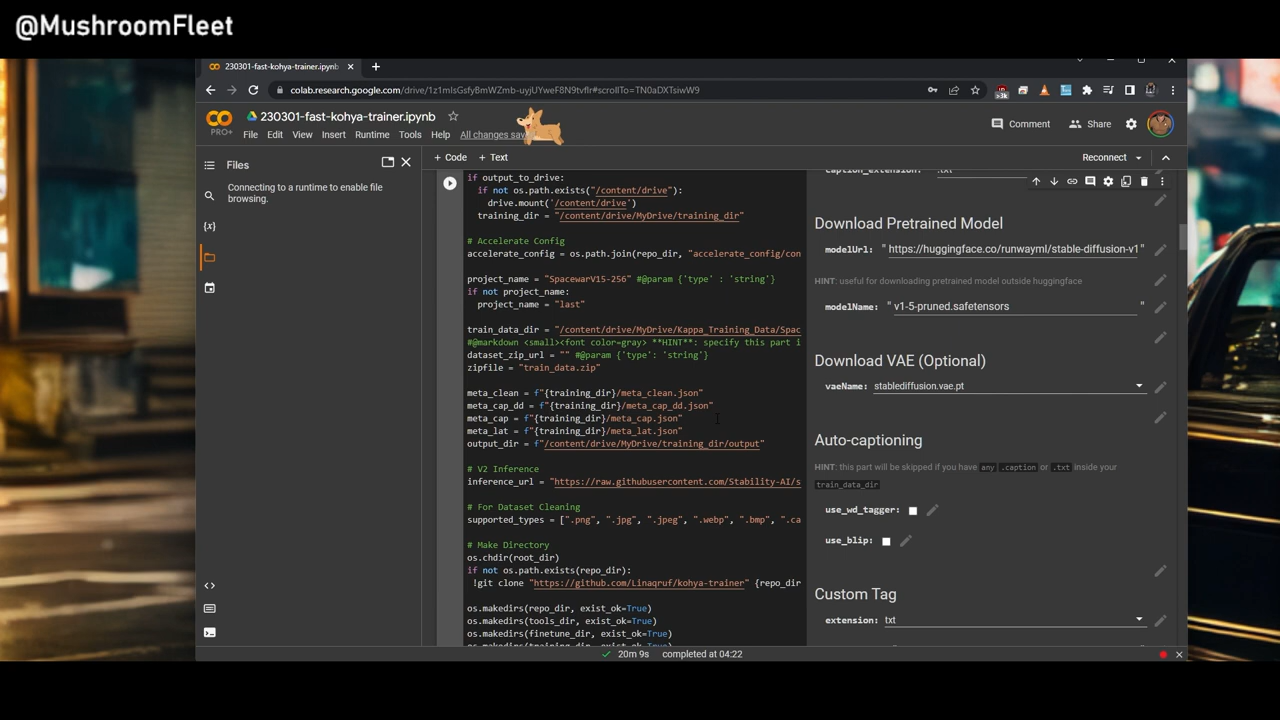 @MushroomFleet
230301-fast-kohya-trainer.ipynb
colab.research.google.com/drive/1z1mlsGsfyBmWZmb-uyjUYweF8N9tvflr#scrollTo=TN0aDXTsiwW9
>3k
PRO+
230301-fast-kohya-trainer.ipynb
Comment
Share
File Edit View Insert Runtime Tools Help All changes
Files
+ Code + Text
Reconnect
Connecting to a runtime to enable file
browsing.
{x}
if output_to_drive:
if not os.path.exists("/content/drive"):
drive.mount('/content/drive')
training_dir = "/content/drive/MyDrive/training_dir"
# Accelerate Config
accelerate_config = os.path.join(repo_dir, "accelerate_config/con
project_name = "SpacewarV15-256" #@param {'type' : 'string'}
if not project_name:
project_name = "last"
train_data_dir = "/content/drive/MyDrive/Kappa_Training_Data/Spac
#@markdown <small><font color=gray> **HINT**: specify this part i
dataset_zip_url = "" #@param {'type': 'string'}
zipfile = "train_data.zip"
meta_clean = f"{training_dir}/meta_clean.json"
meta_cap_dd = f"{training_dir}/meta_cap_dd.json"
meta_cap = f"{training_dir}/meta_cap.json"
meta_lat = f"{training_dir}/meta_lat.json"
output_dir = f"/content/drive/MyDrive/training_dir/output"
# V2 Inference
inference_url = "https://raw.githubusercontent.com/Stability-AI/s
# For Dataset Cleaning
supported_types = [".png", ".jpg", ".jpeg", ".webp", ".bmp", ".ca
# Make Directory
os.chdir(root_dir)
if not os.path.exists(repo_dir):
!git clone "https://github.com/Linaqruf/kohya-trainer" {repo_dir
os.makedirs(repo_dir, exist_ok=True)
os.makedirs(tools_dir, exist_ok=True)
os.makedirs(finetune_dir, exist_ok=True)
caption_extension: .txt
Download Pretrained Model
modelUrl: " https://huggingface.co/runwayml/stable-diffusion-v1 "
HINT: useful for downloading pretrained model outside huggingface
modelName: " v1-5-pruned.safetensors "
Download VAE (Optional)
vaeName: stablediffusion.vae.pt
Auto-captioning
HINT: this part will be skipped if you have any .caption or .txt inside your
train_data_dir
use_wd_tagger:
use_blip:
Custom Tag
extension: txt
20m 9s completed at 04:22